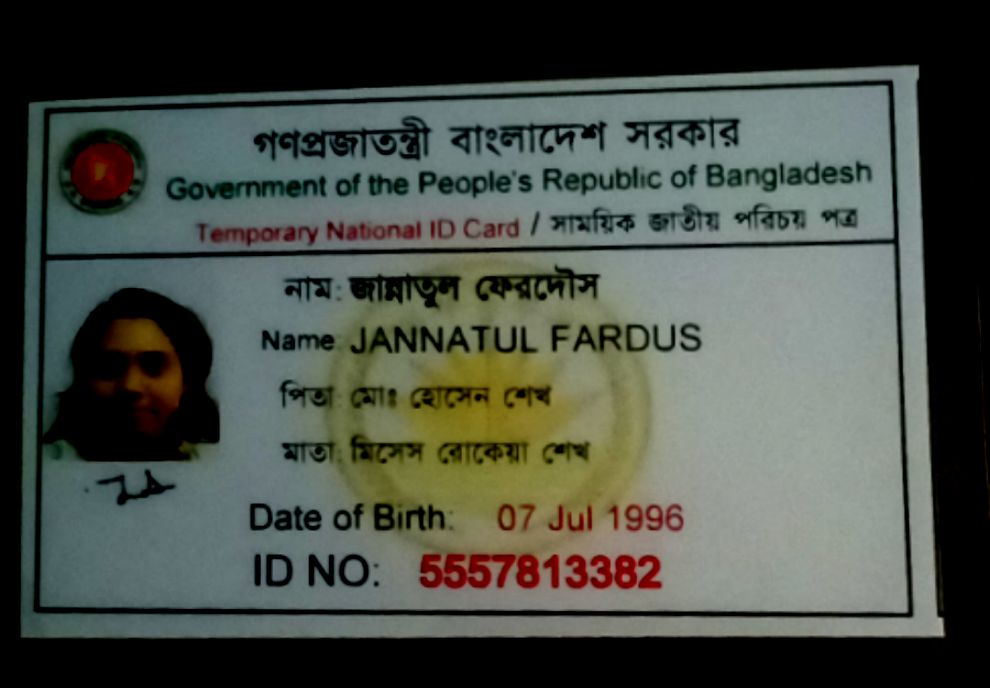 গণপ্রজাতন্ত্রী বাংলাদেশ সরকার
Government of the People's Republic of Bangladesh
Temporary National ID Card / সাময়িক জাতীয় পরিচয় পত্র
নাম: জান্নাতুল ফেরদৌস
Name: JANNATUL FARDUS
পিতা: মোঃ হোসেন শেখ
মাতা: মিসেস রোকেয়া শেখ
Date of Birth: 07 Jul 1996
ID NO: 5557813382